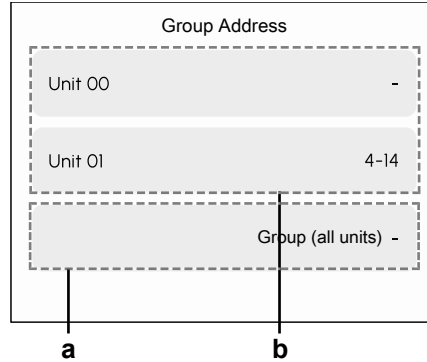 Group Address
Unit 00 -
Unit 01 4-14
Group (all units) -
a b